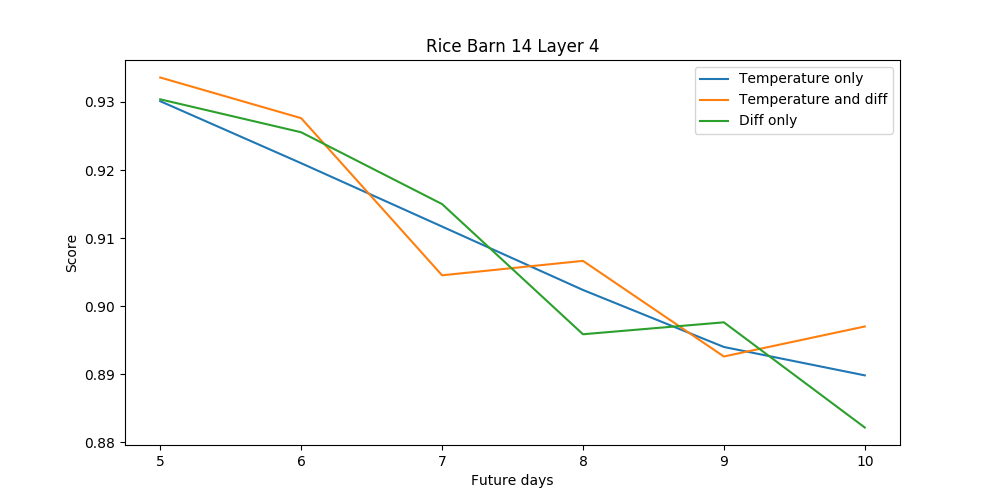 Rice Barn 14 Layer 4
Temperature only
Temperature and diff
Diff only
Score
0.93
0.92
0.91
0.90
0.89
0.88
5 6 7 8 9 10
Future days